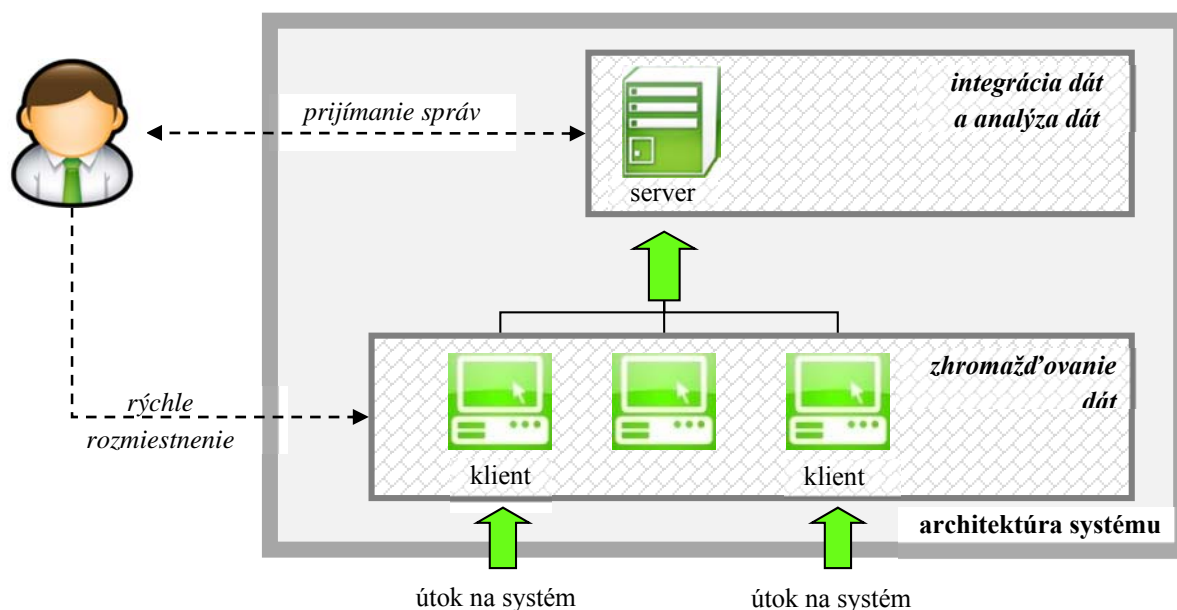 integrácia dát
a analýza dát
prijímanie správ
server
zhromažďovanie
dát
rýchle
rozmiestnenie
klient
klient
architektúra systému
útok na systém
útok na systém